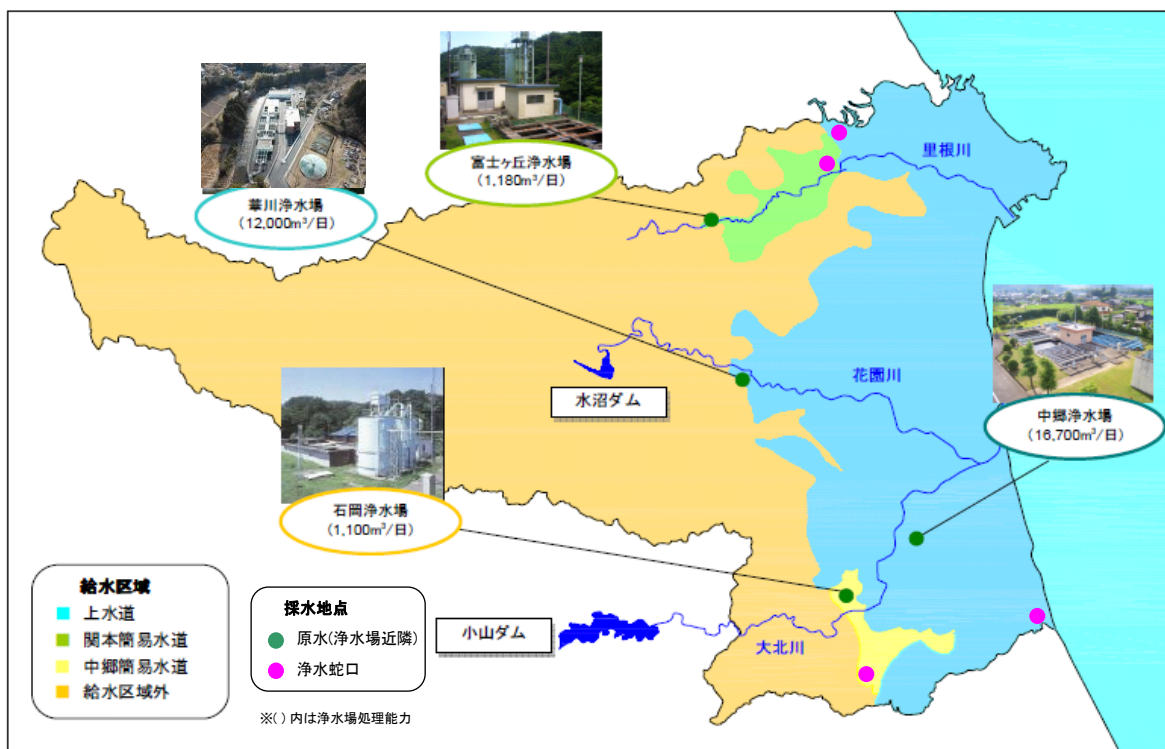 富士ヶ丘浄水場
(1,180m³/日)
里根川
華川浄水場
(12,000m³/日)
花園川
水沼ダム
中郷浄水場
(16,700m³/日)
石岡浄水場
(1,100m³/日)
給水区域
上水道
関本簡易水道
中郷簡易水道
給水区域外
採水地点
原水(浄水場近隣)
浄水蛇口
※( ) 内は浄水場処理能力
小山ダム
大北川